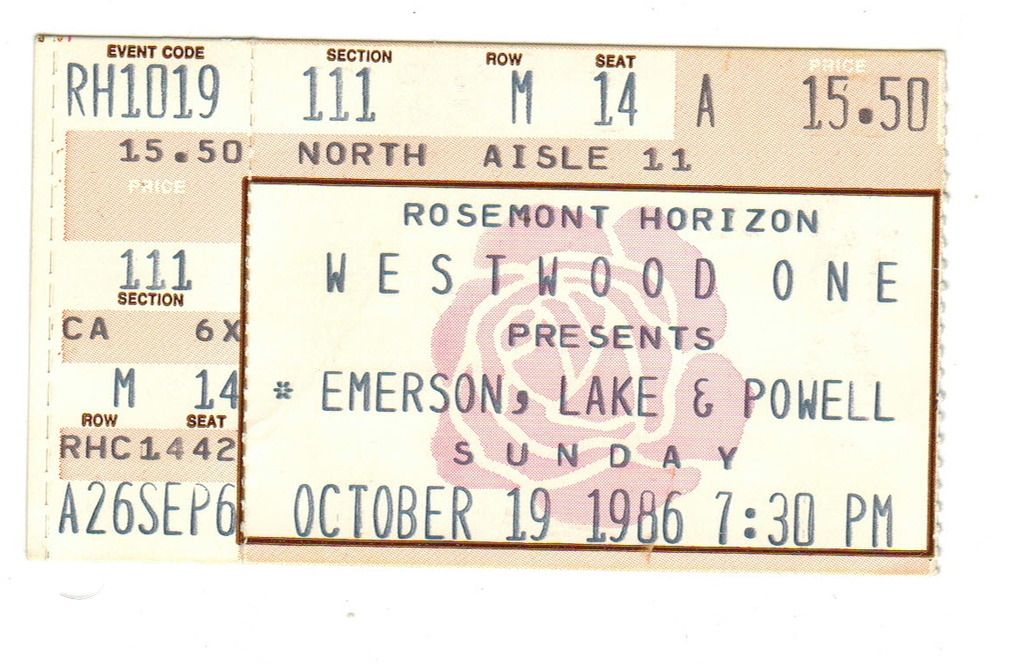 EVENT CODE SECTION ROW SEAT PRICE
RH1019 111 M 14 A 15.50
15.50 NORTH AISLE 11
PRICE
ROSEMONT HORIZON
111 WESTWOOD ONE
SECTION
CA 6X PRESENTS
M 14 * EMERSON, LAKE & POWELL
ROW SEAT
RHC1442 SUNDAY
A26SEP6 OCTOBER 19 1986 7:30 PM